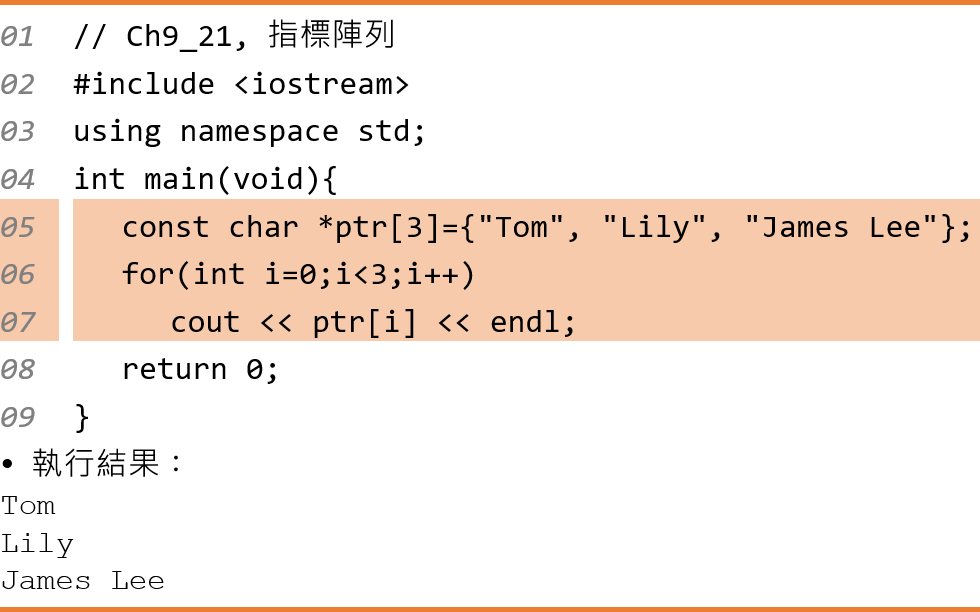 01 // Ch9_21, 指標陣列
02 #include <iostream>
03 using namespace std;
04 int main(void){
05 const char *ptr[3]={"Tom", "Lily", "James Lee"};
06 for(int i=0;i<3;i++)
07 cout << ptr[i] << endl;
08 return 0;
09 }
• 執行結果：
Tom
Lily
James Lee